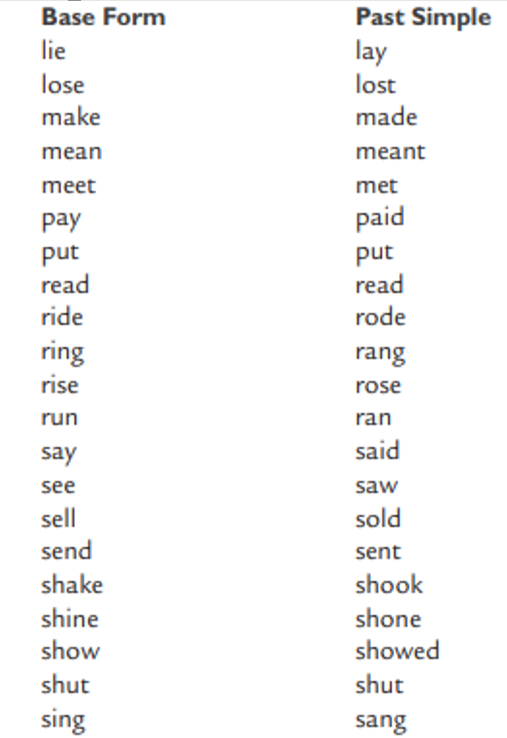 Base Form Past Simple
lie lay
lose lost
make made
mean meant
meet met
pay paid
put put
read read
ride rode
ring rang
rise rose
run ran
say said
see saw
sell sold
send sent
shake shook
shine shone
show showed
shut shut
sing sang